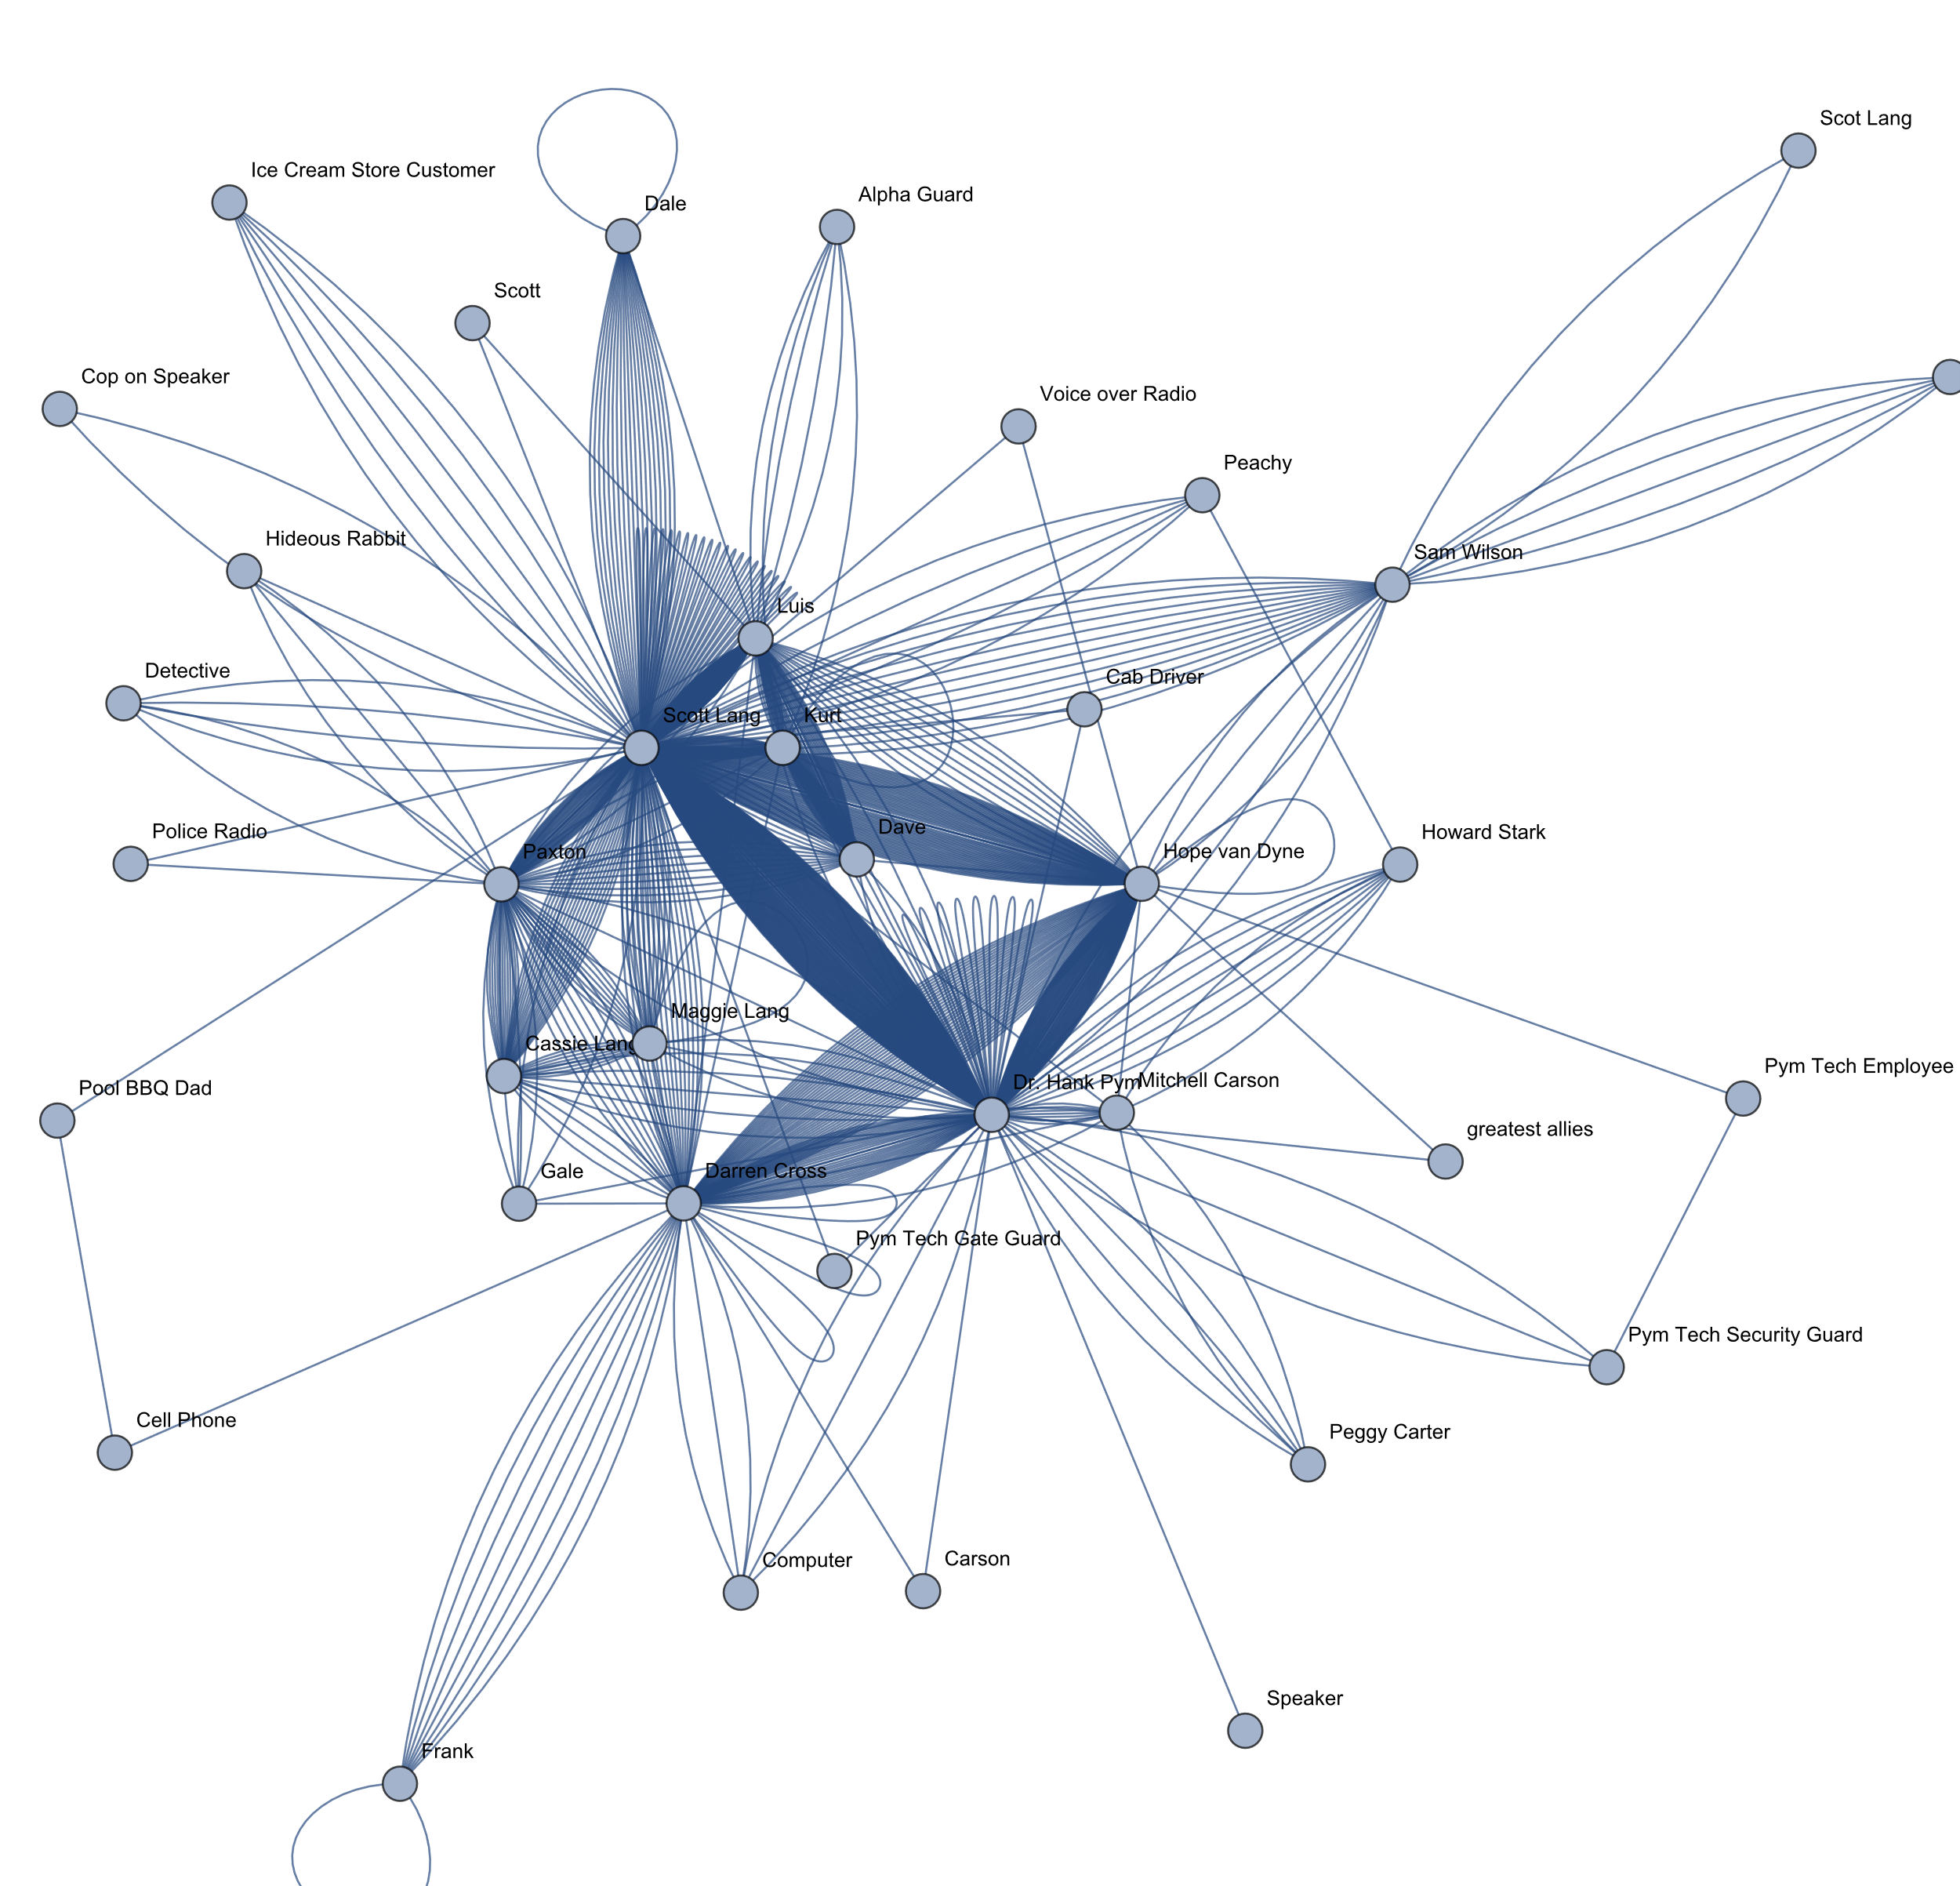 Scot Lang
Ice Cream Store Customer
Alpha Guard
Dale
Scott
Cop on Speaker
Voice over Radio
Peachy
Hideous Rabbit
Sam Wilson
Luis
Detective
Cab Driver
Scott Lang
Kurt
Dave
Police Radio
Howard Stark
Paxton
Hope van Dyne
Maggie Lang
Cassie Lang
Pym Tech Employee
Dr. Hank Pym
Mitchell Carson
Pool BBQ Dad
greatest allies
Gale
Darren Cross
Pym Tech Gate Guard
Pym Tech Security Guard
Cell Phone
Peggy Carter
Computer
Carson
Speaker
Frank